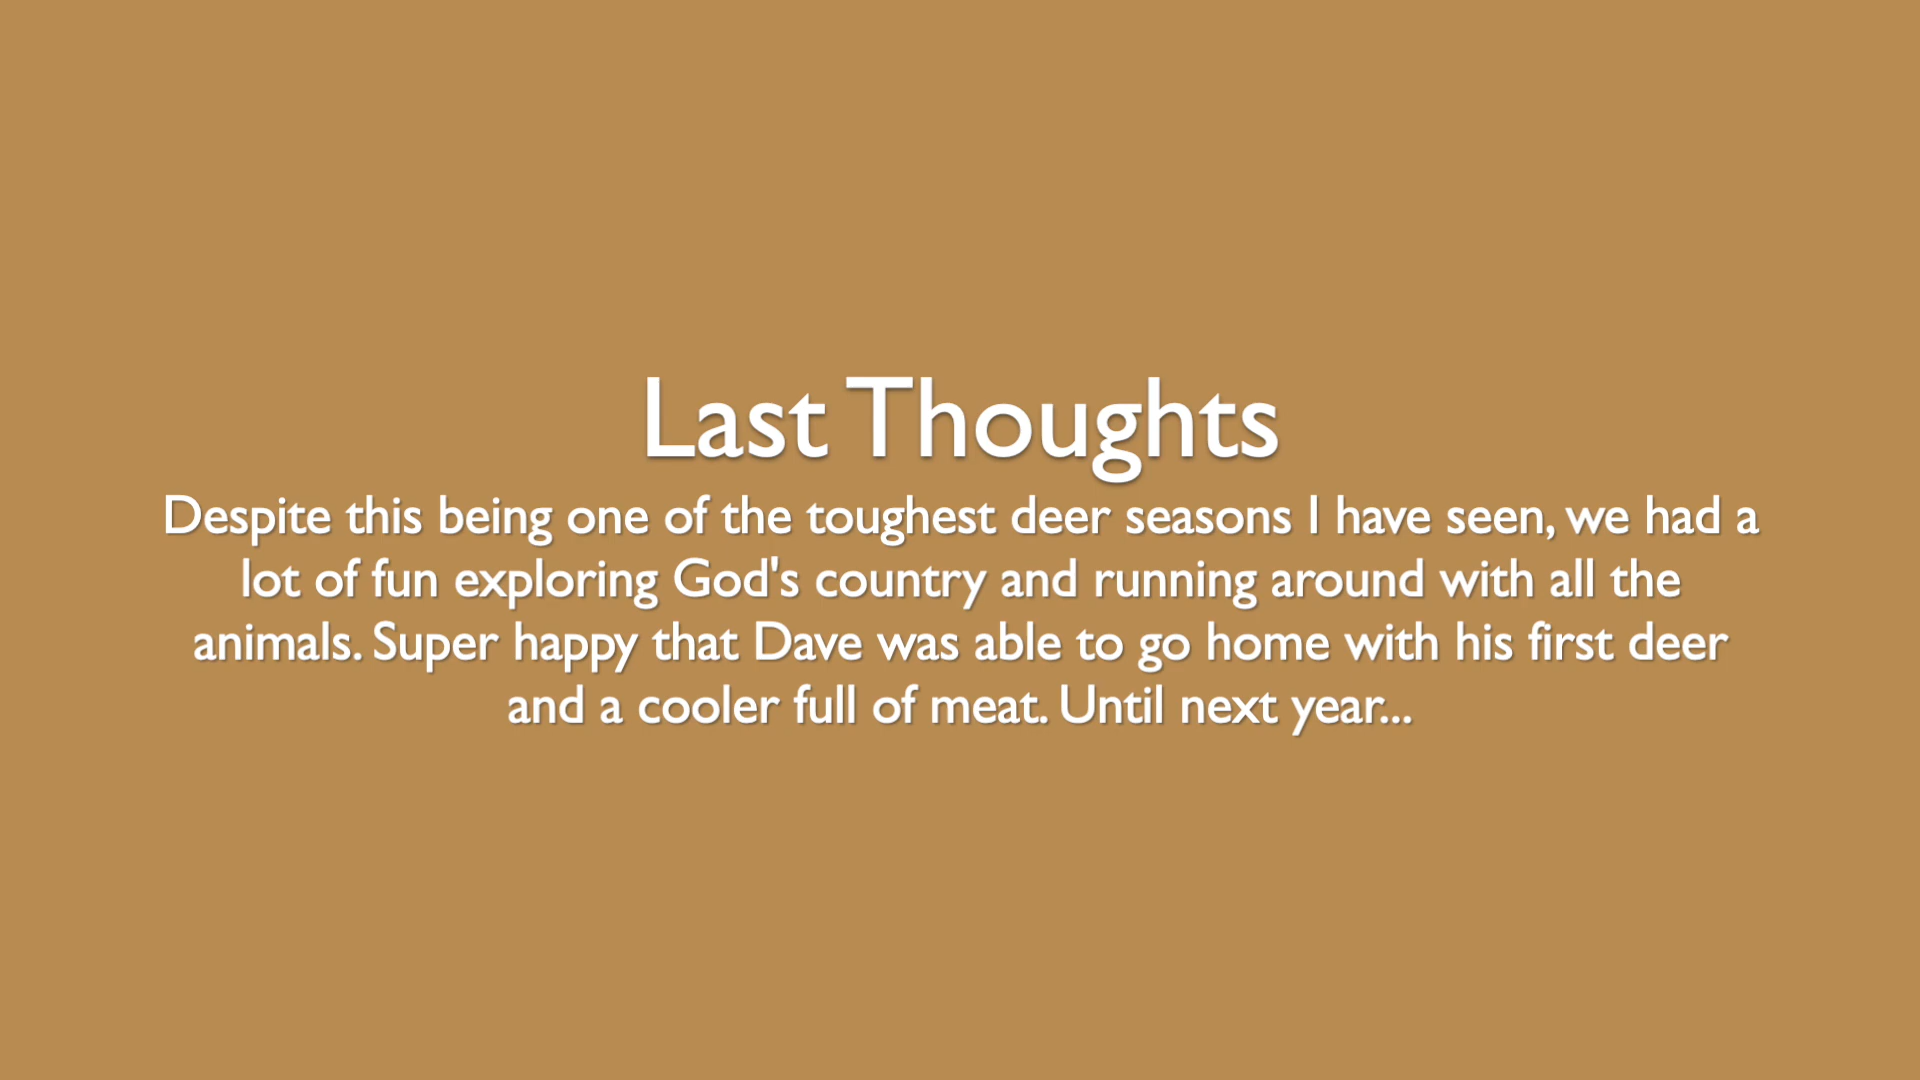 Last Thoughts
Despite this being one of the toughest deer seasons I have seen, we had a
lot of fun exploring God's country and running around with all the
animals. Super happy that Dave was able to go home with his first deer
and a cooler full of meat. Until next year...